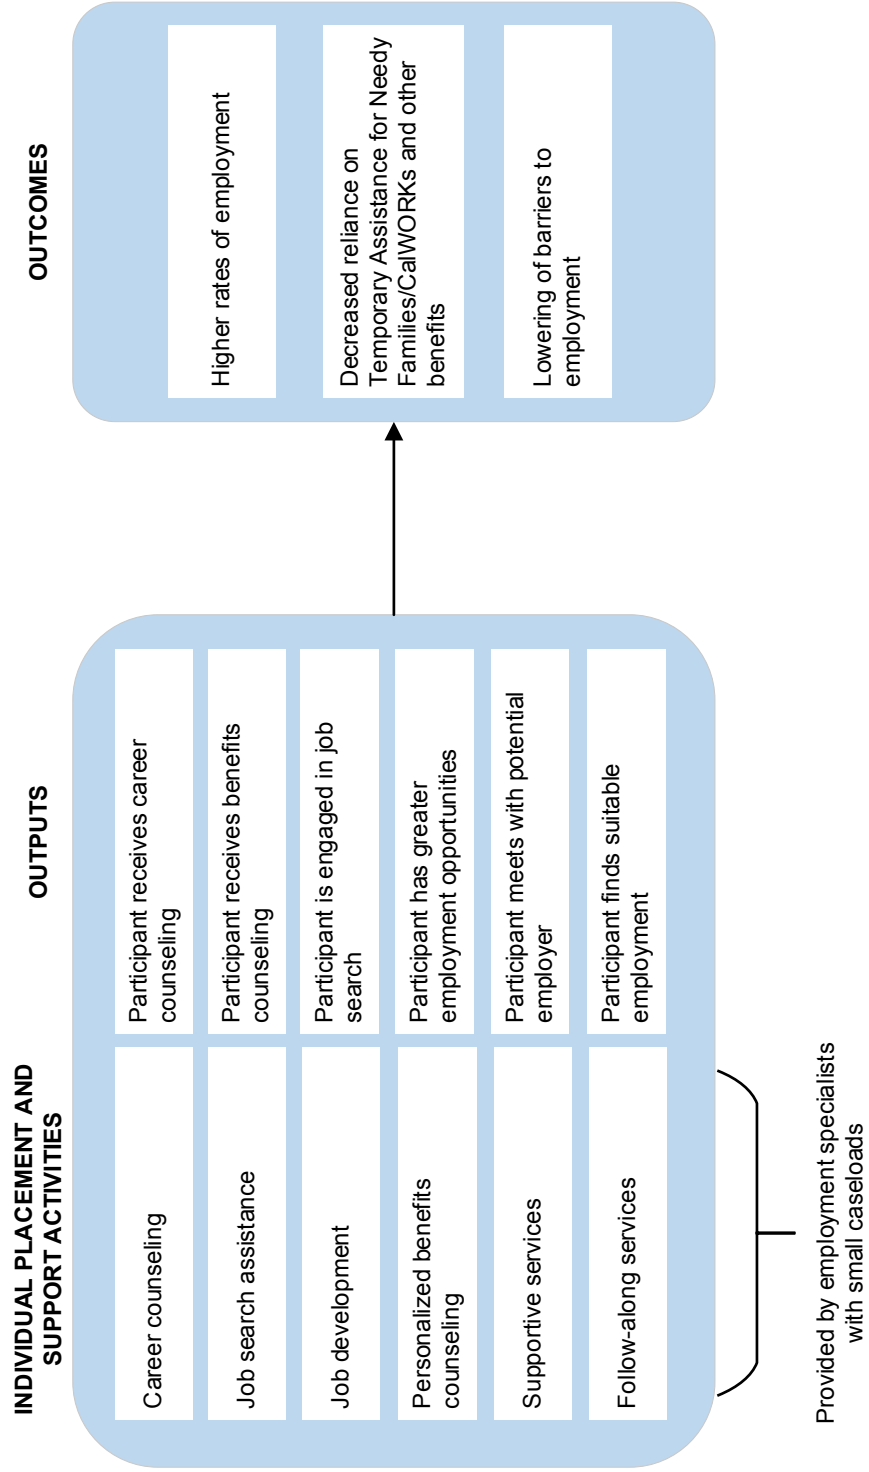 INDIVIDUAL PLACEMENT AND
SUPPORT ACTIVITIES
Career counseling
Job search assistance
Job development
Personalized benefits
counseling
Supportive services
Follow-along services
Provided by employment specialists
with small caseloads
OUTPUTS
Participant receives career
counseling
Participant receives benefits
counseling
Participant is engaged in job
search
Participant has greater
employment opportunities
Participant meets with potential
employer
Participant finds suitable
employment
OUTCOMES
Higher rates of employment
Decreased reliance on
Temporary Assistance for Needy
Families/CalWORKs and other
benefits
Lowering of barriers to
employment